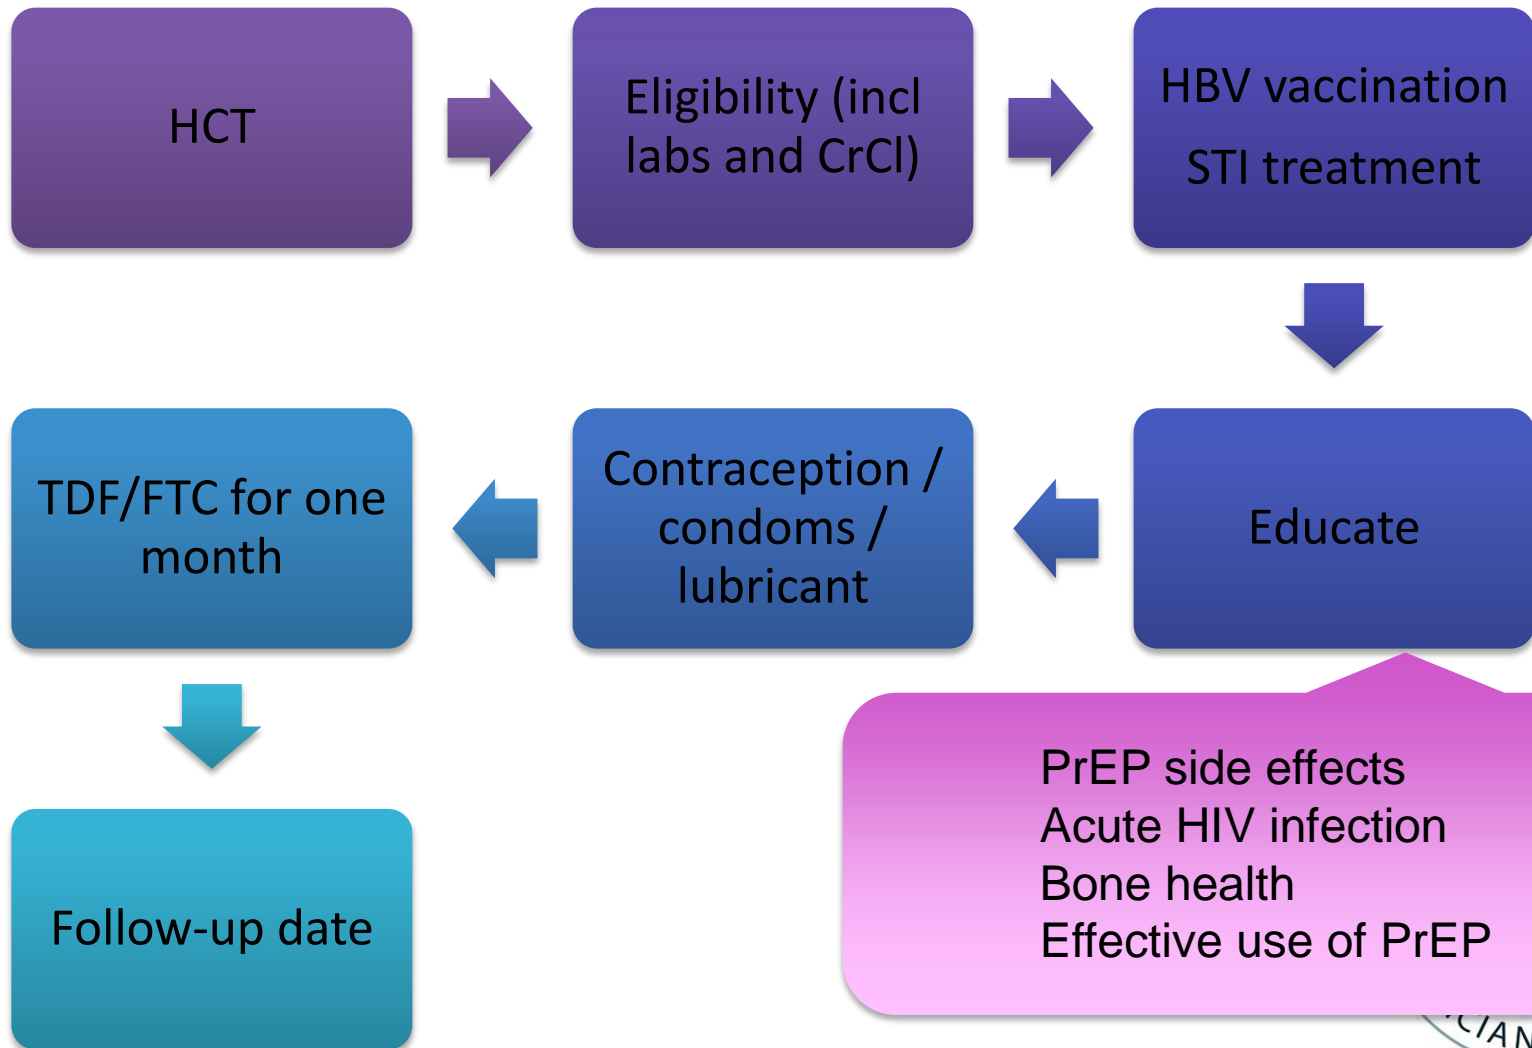 HCT
Eligibility (incl
labs and CrCl)
HBV vaccination
STI treatment
Educate
Contraception /
condoms /
lubricant
TDF/FTC for one
month
Follow-up date
PrEP side effects
Acute HIV infection
Bone health
Effective use of PrEP